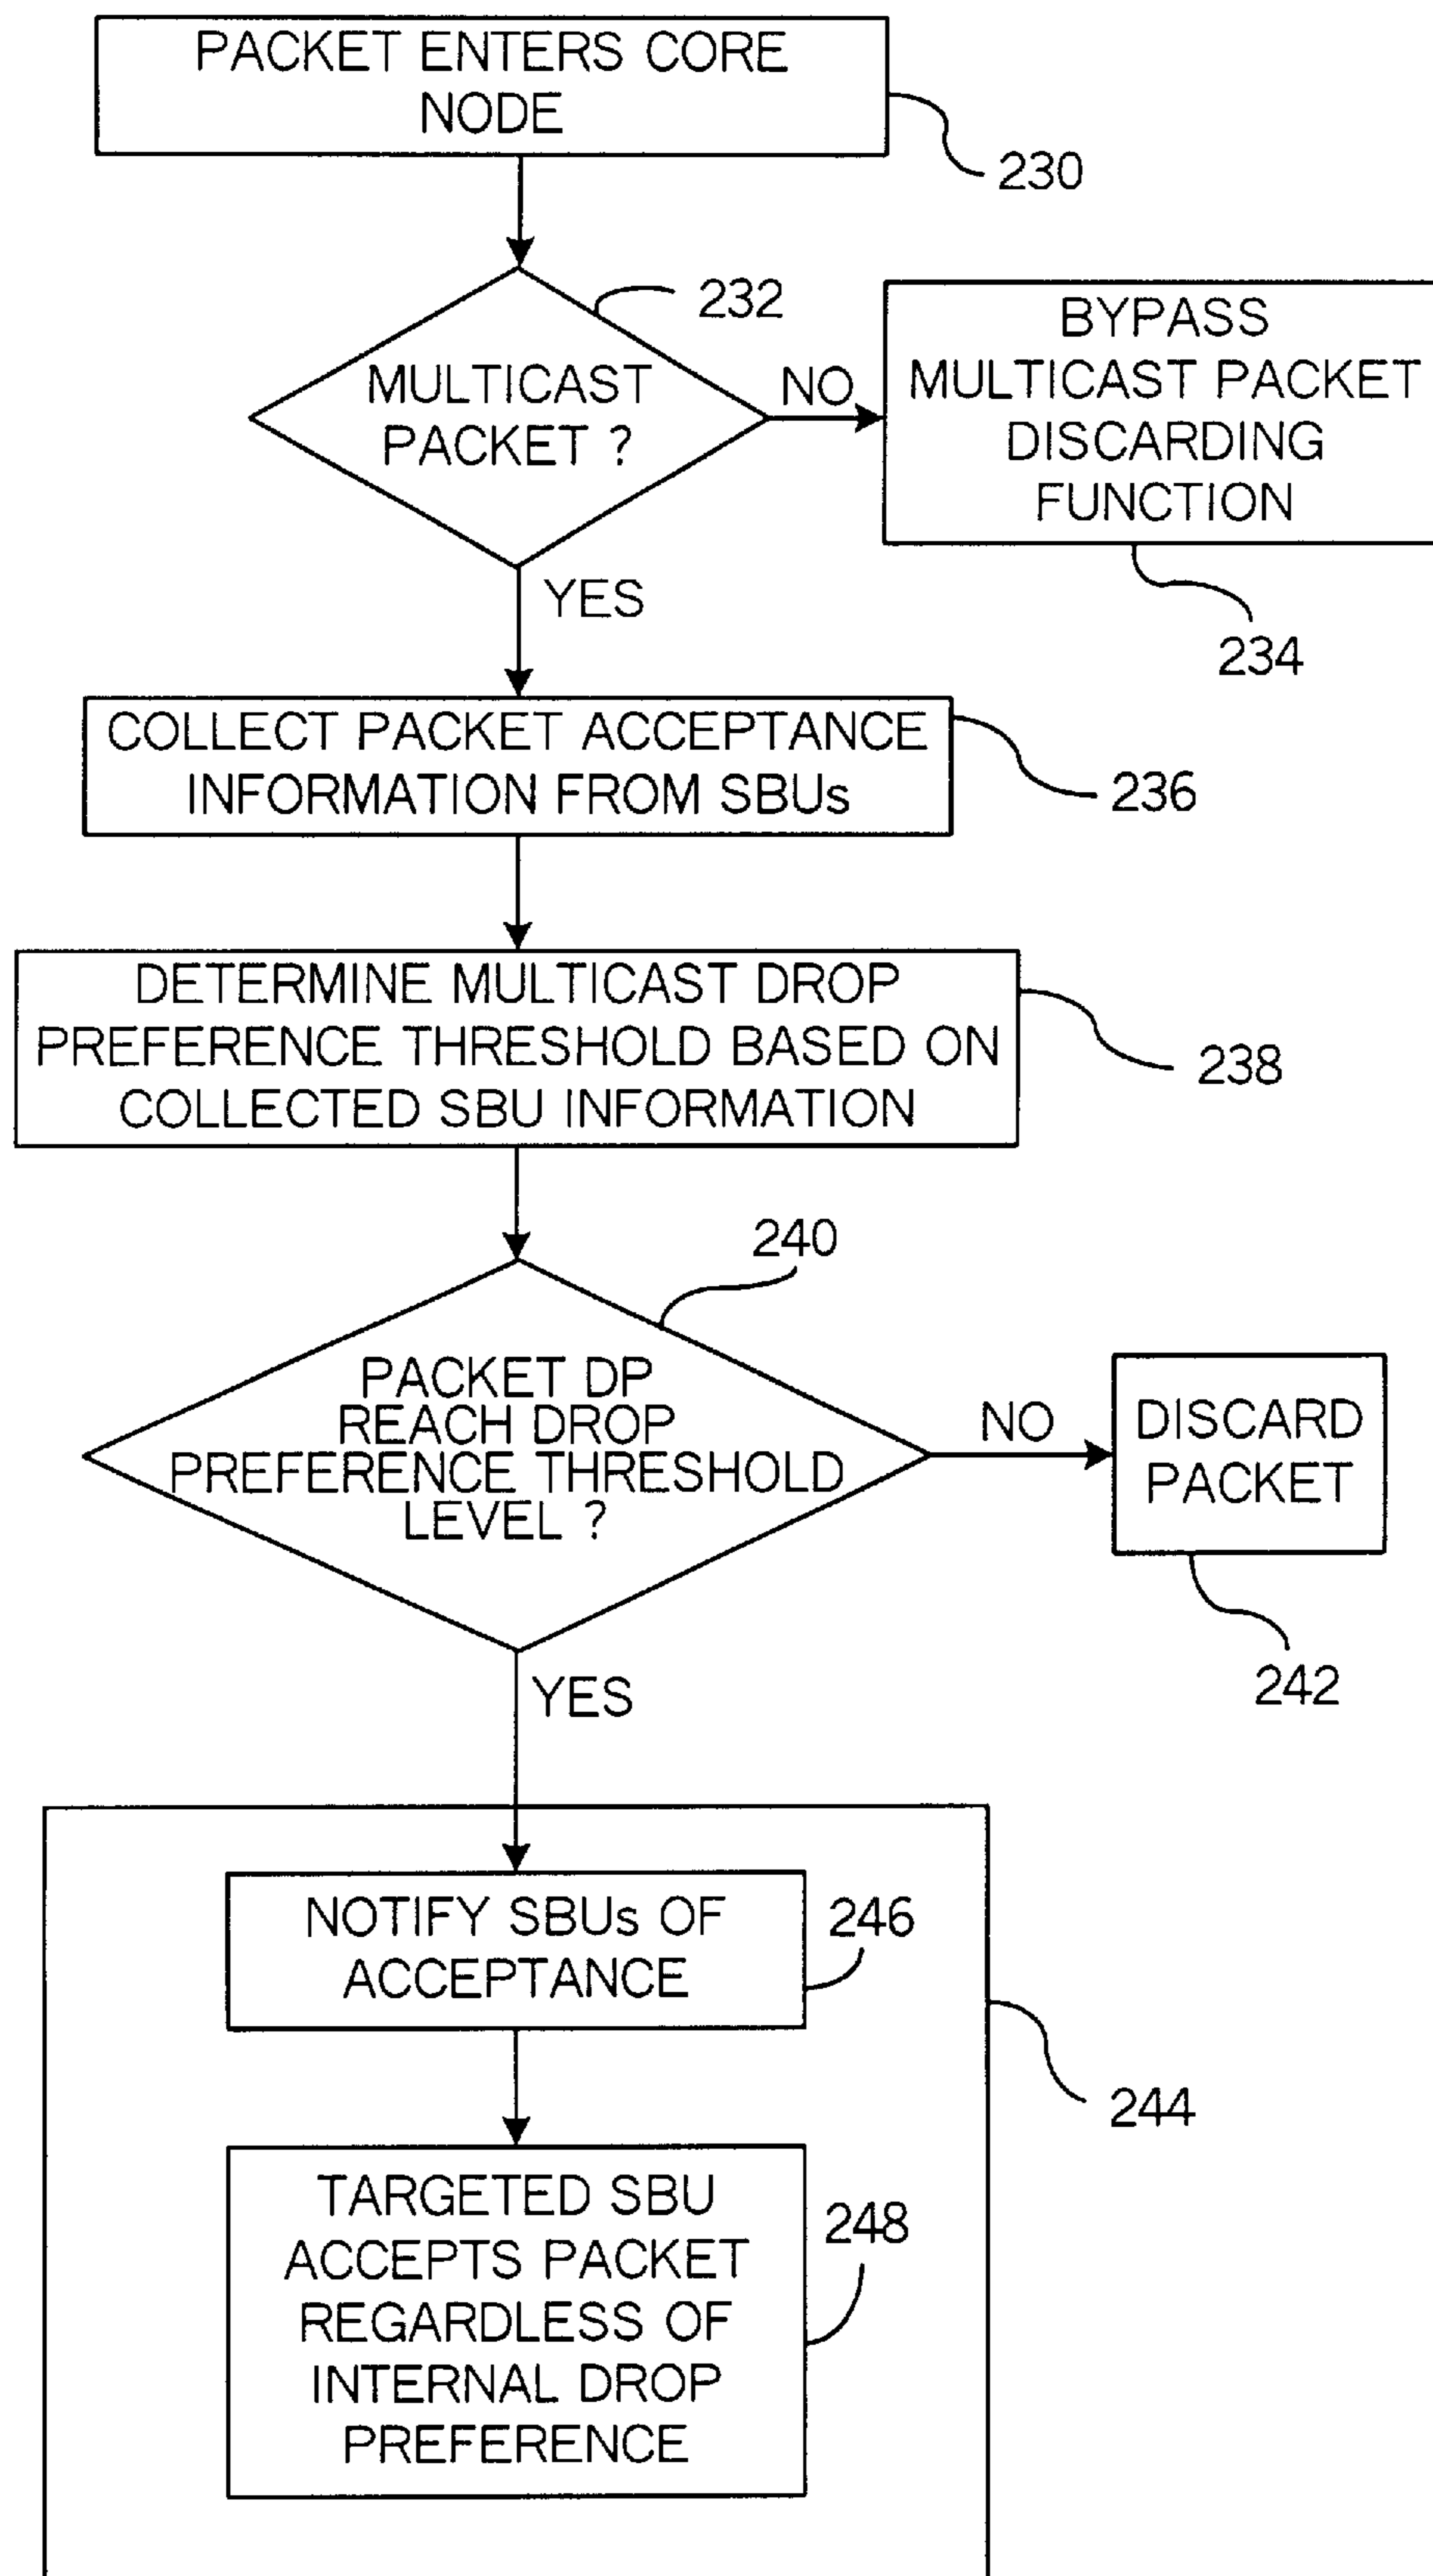 PACKET ENTERS CORE
NODE
230
232
MULTICAST
PACKET ?
NO
BYPASS
MULTICAST PACKET
DISCARDING
FUNCTION
234
YES
COLLECT PACKET ACCEPTANCE
INFORMATION FROM SBUs
236
DETERMINE MULTICAST DROP
PREFERENCE THRESHOLD BASED ON
COLLECTED SBU INFORMATION
238
240
PACKET DP
REACH DROP
PREFERENCE THRESHOLD
LEVEL ?
NO
DISCARD
PACKET
242
YES
NOTIFY SBUs OF
ACCEPTANCE
246
244
TARGETED SBU
ACCEPTS PACKET
REGARDLESS OF
INTERNAL DROP
PREFERENCE
248